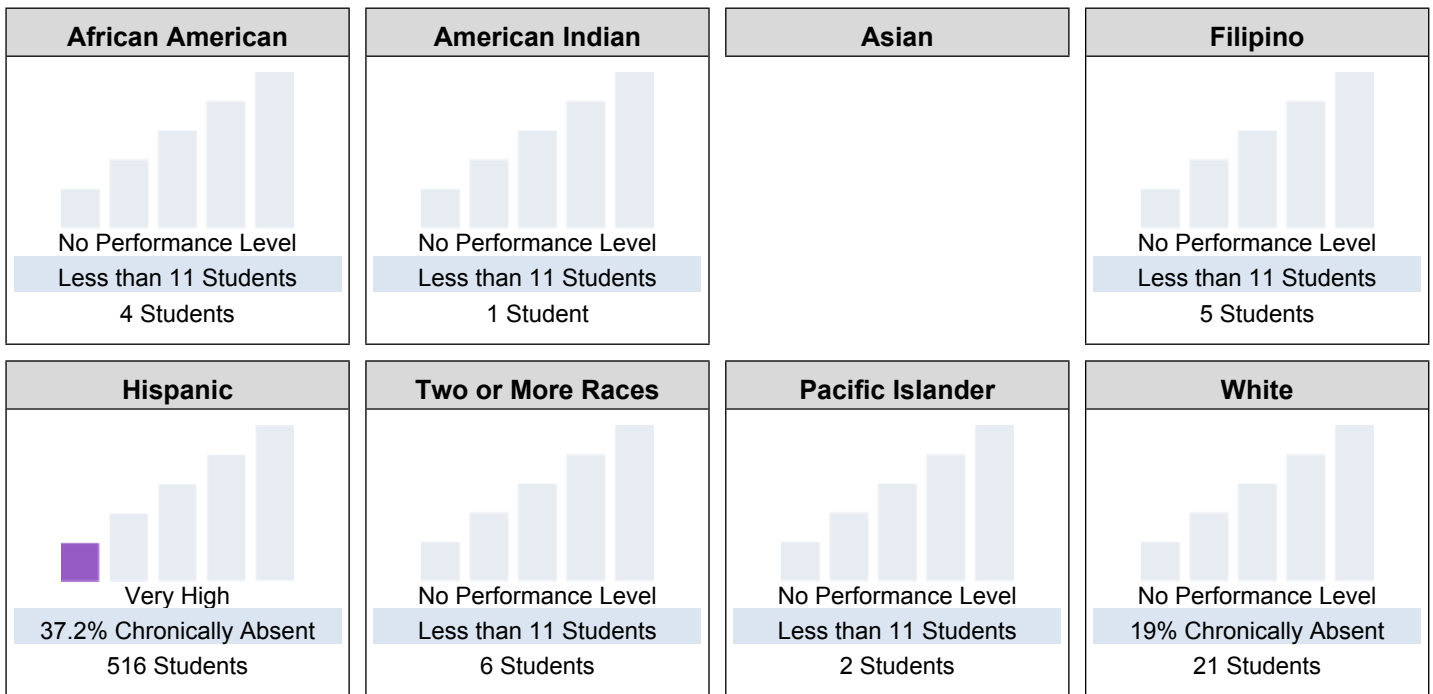 African American
No Performance Level
Less than 11 Students
4 Students
American Indian
No Performance Level
Less than 11 Students
1 Student
Asian
Filipino
No Performance Level
Less than 11 Students
5 Students
Hispanic
Very High
37.2% Chronically Absent
516 Students
Two or More Races
No Performance Level
Less than 11 Students
6 Students
Pacific Islander
No Performance Level
Less than 11 Students
2 Students
White
No Performance Level
19% Chronically Absent
21 Students